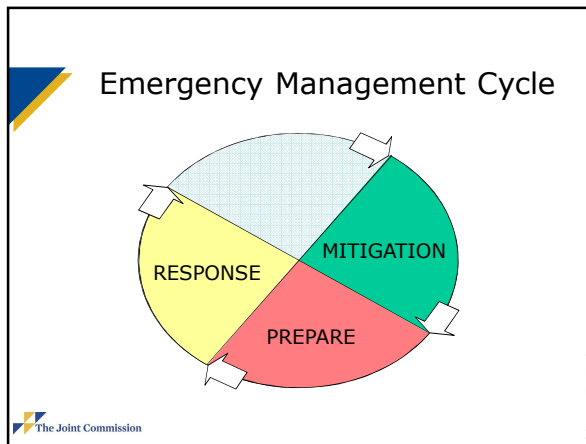 Emergency Management Cycle
MITIGATION
RESPONSE
PREPARE
The Joint Commission